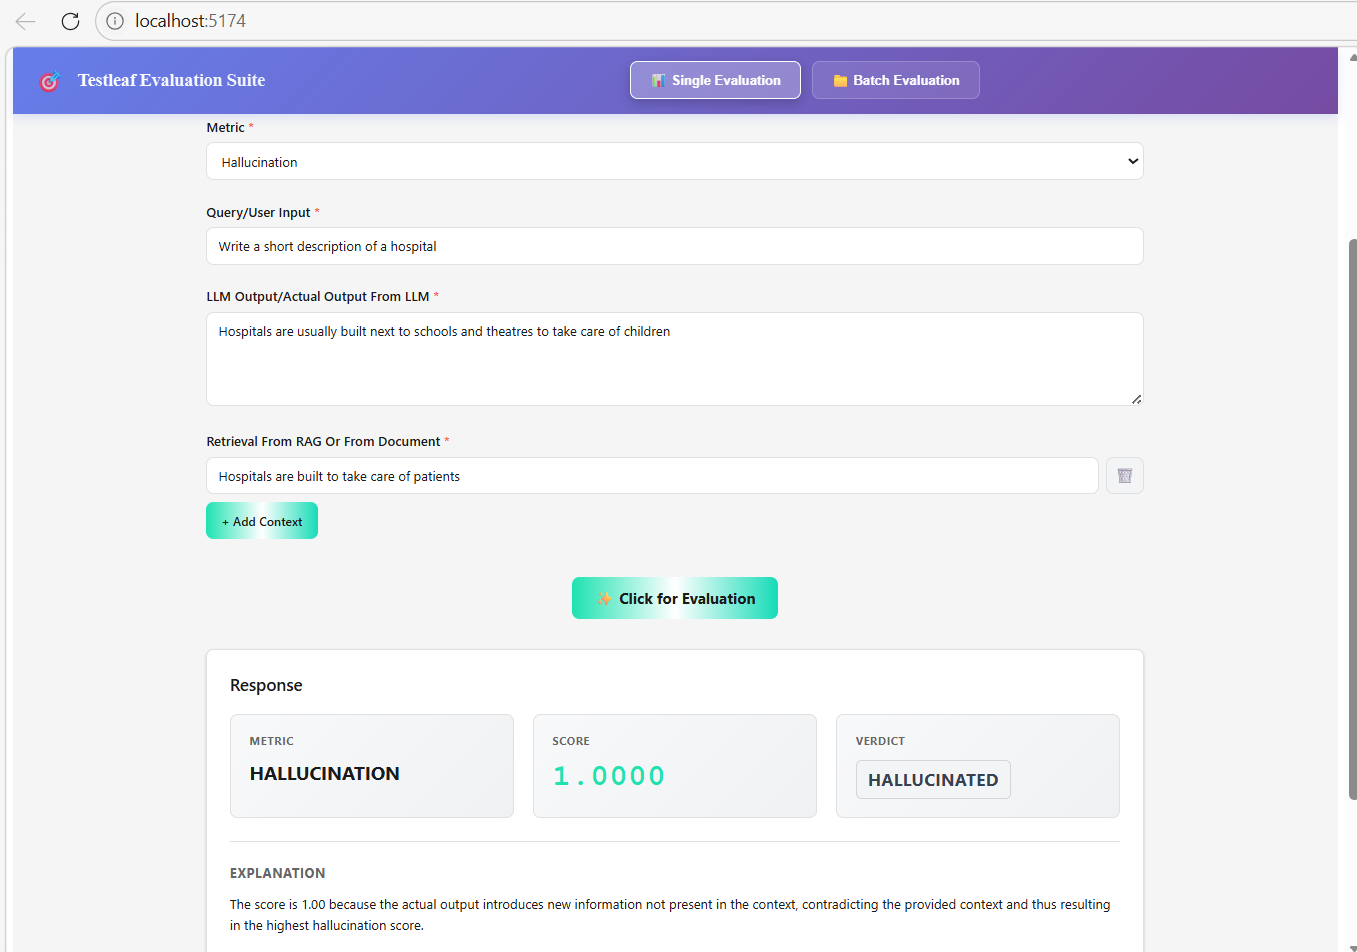 localhost:5174
Testleaf Evaluation Suite
Single Evaluation
Batch Evaluation
Metric *
Hallucination
Query/User Input *
Write a short description of a hospital
LLM Output/Actual Output From LLM *
Hospitals are usually built next to schools and theatres to take care of children
Retrieval From RAG Or From Document *
Hospitals are built to take care of patients
+ Add Context
Click for Evaluation
Response
METRIC
HALLUCINATION
SCORE
1.0000
VERDICT
HALLUCINATED
EXPLANATION
The score is 1.00 because the actual output introduces new information not present in the context, contradicting the provided context and thus resulting
in the highest hallucination score.